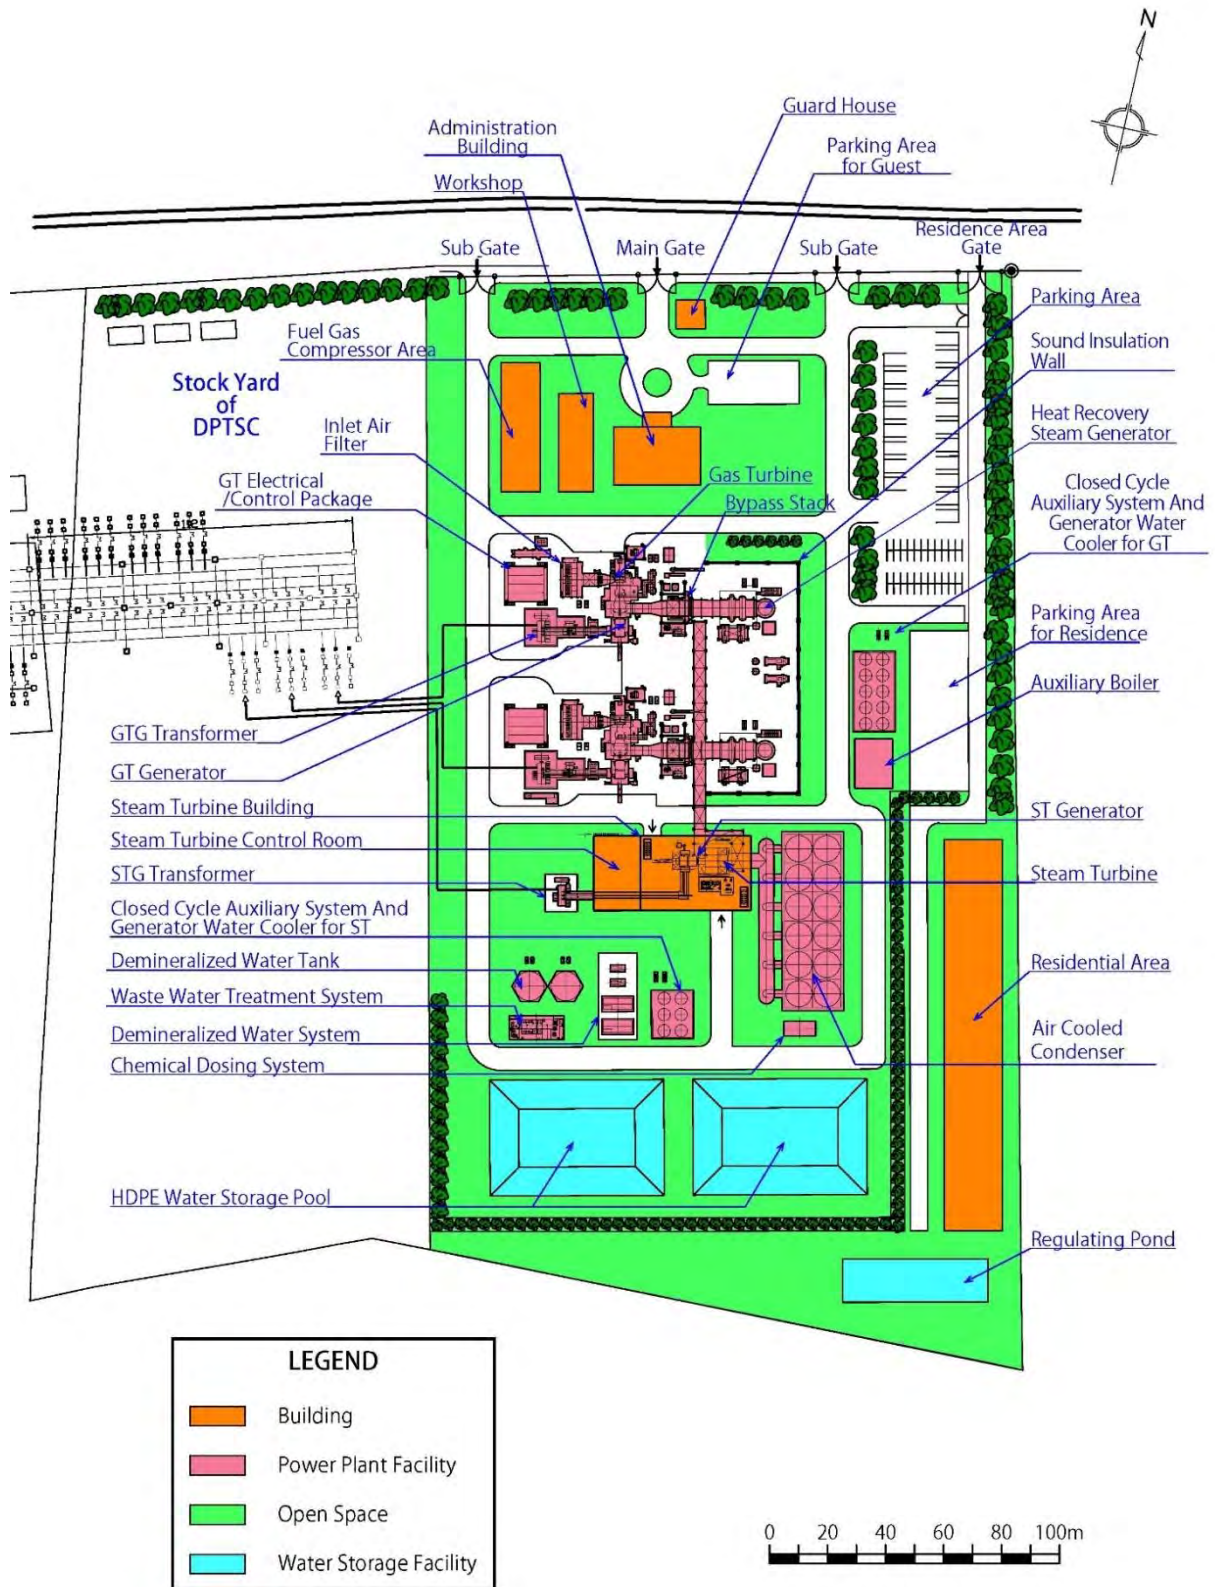 N
Guard House
Administration
Building
Parking Area
for Guest
Workshop
Sub Gate
Main Gate
Sub Gate
Residence Area
Gate
Parking Area
Fuel Gas
Compressor Area
Sound Insulation
Wall
Stock Yard
of
DPTSC
Inlet Air
Filter
Heat Recovery
Steam Generator
GT Electrical
/Control Package
Gas Turbine
Bypass Stack
Closed Cycle
Auxiliary System And
Generator Water
Cooler for GT
Parking Area
for Residence
Auxiliary Boiler
GTG Transformer
GT Generator
Steam Turbine Building
ST Generator
Steam Turbine Control Room
STG Transformer
Steam Turbine
Closed Cycle Auxiliary System And
Generator Water Cooler for ST
Demineralized Water Tank
Residential Area
Waste Water Treatment System
Demineralized Water System
Air Cooled
Condenser
Chemical Dosing System
HDPE Water Storage Pool
Regulating Pond
LEGEND
Building
Power Plant Facility
Open Space
Water Storage Facility
0 20 40 60 80 100m